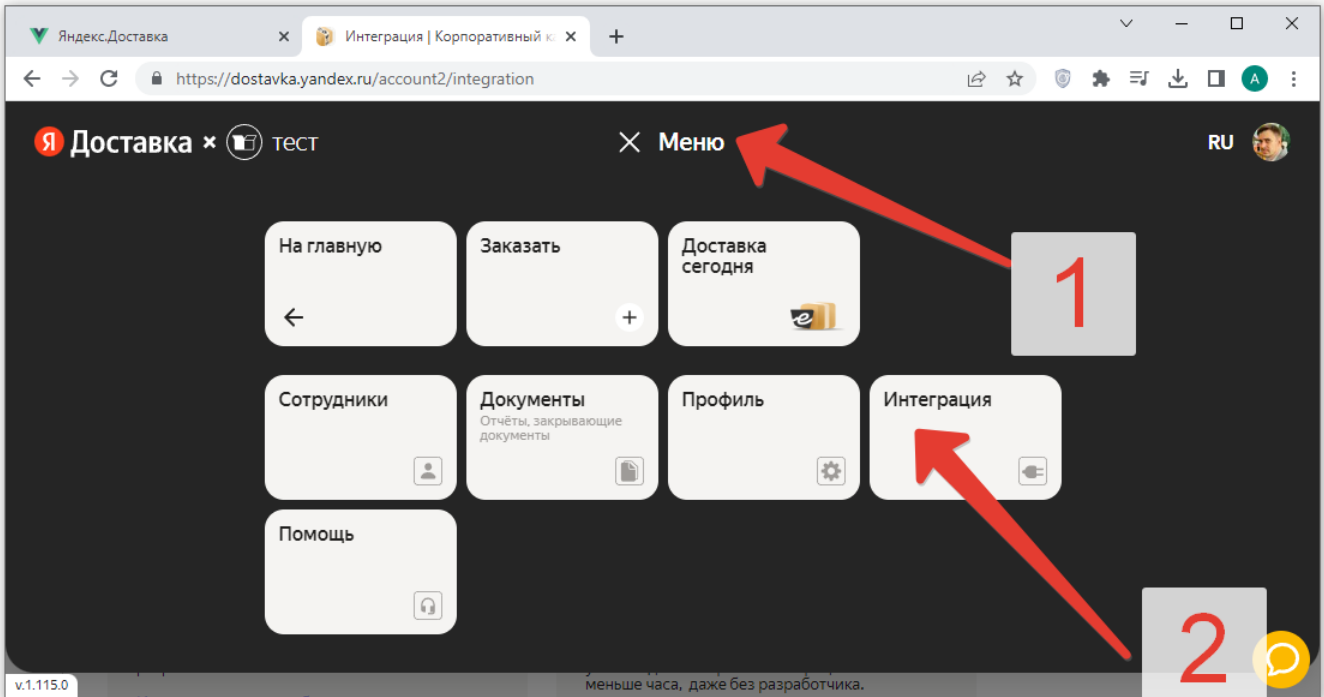 Яндекс.Доставка
Интеграция | Корпоративный к
https://dostavka.yandex.ru/account2/integration
A
Я Доставка × тест
Меню
RU
1
На главную
Заказать
Доставка
сегодня
Сотрудники
Документы
Отчёты, закрывающие
документы
Профиль
Интеграция
Помощь
2
v.1.115.0
меньше часа, даже без разработчика.